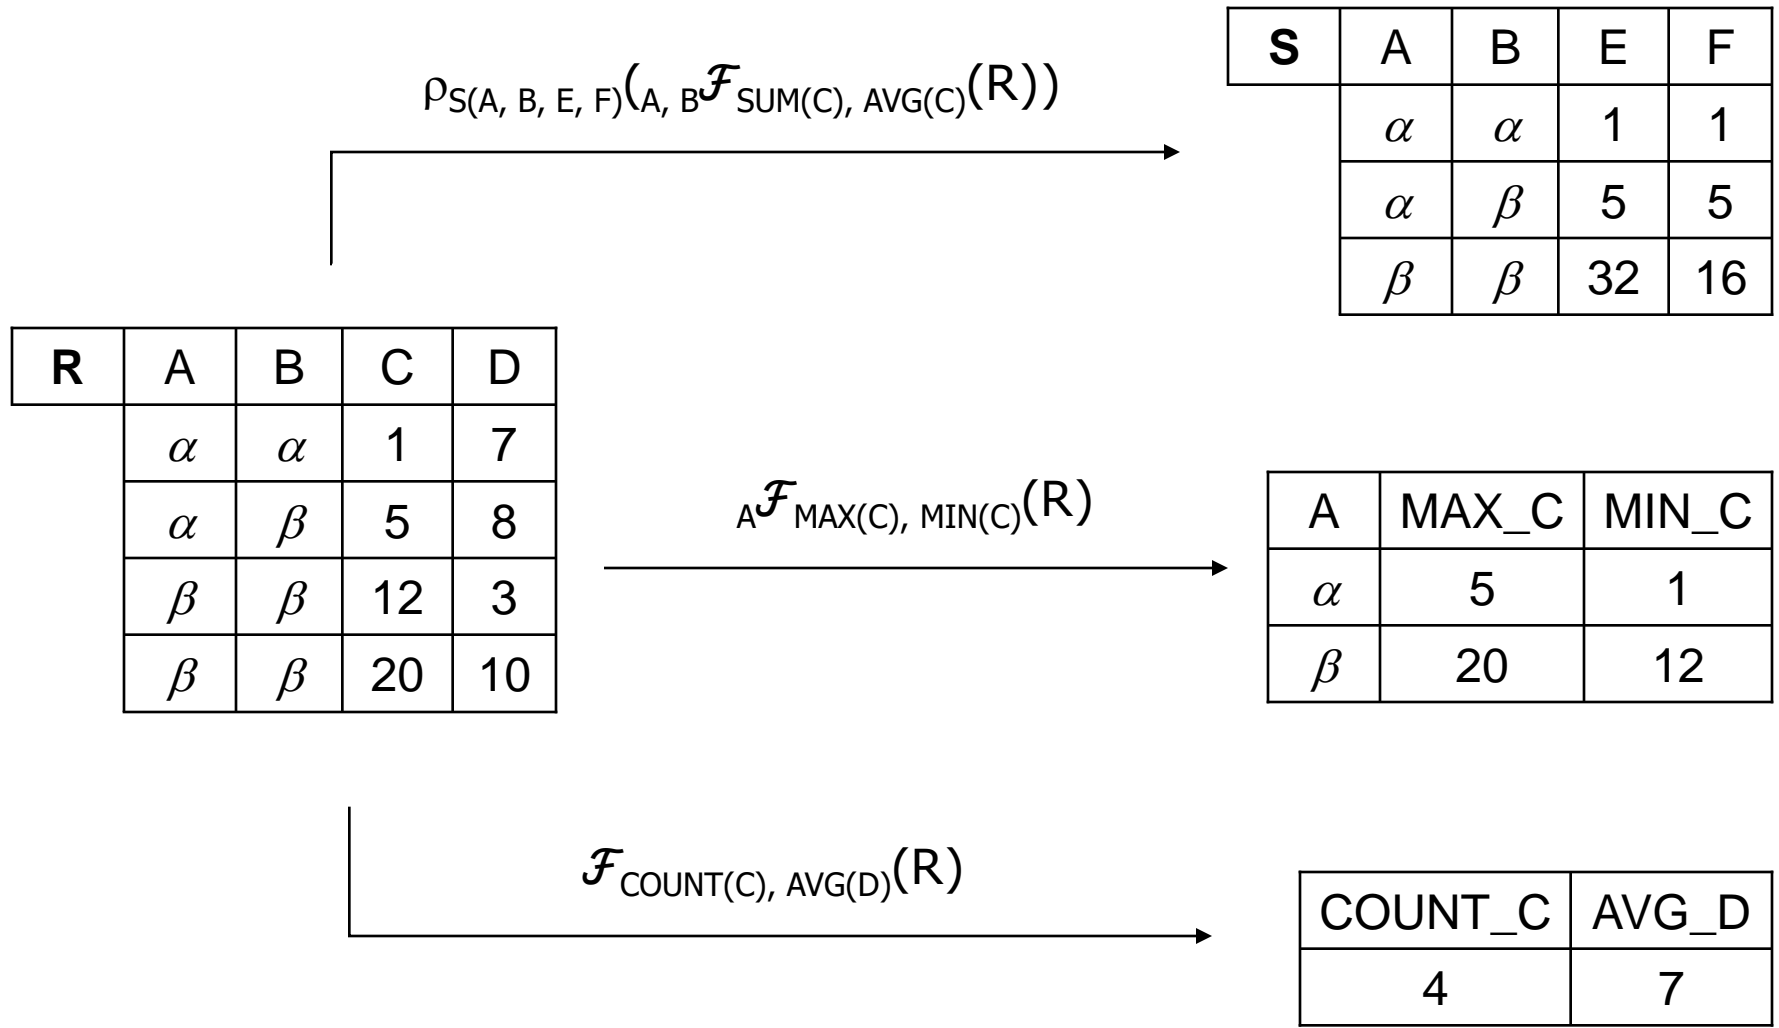 ρS(A, B, E, F)(A, BℱSUM(C), AVG(C)(R))
S A B E F
α α 1 1
α β 5 5
β β 32 16
R A B C D
α α 1 7
α β 5 8
β β 12 3
β β 20 10
AℱMAX(C), MIN(C)(R)
A MAX_C MIN_C
α 5 1
β 20 12
ℱCOUNT(C), AVG(D)(R)
COUNT_C AVG_D
4 7